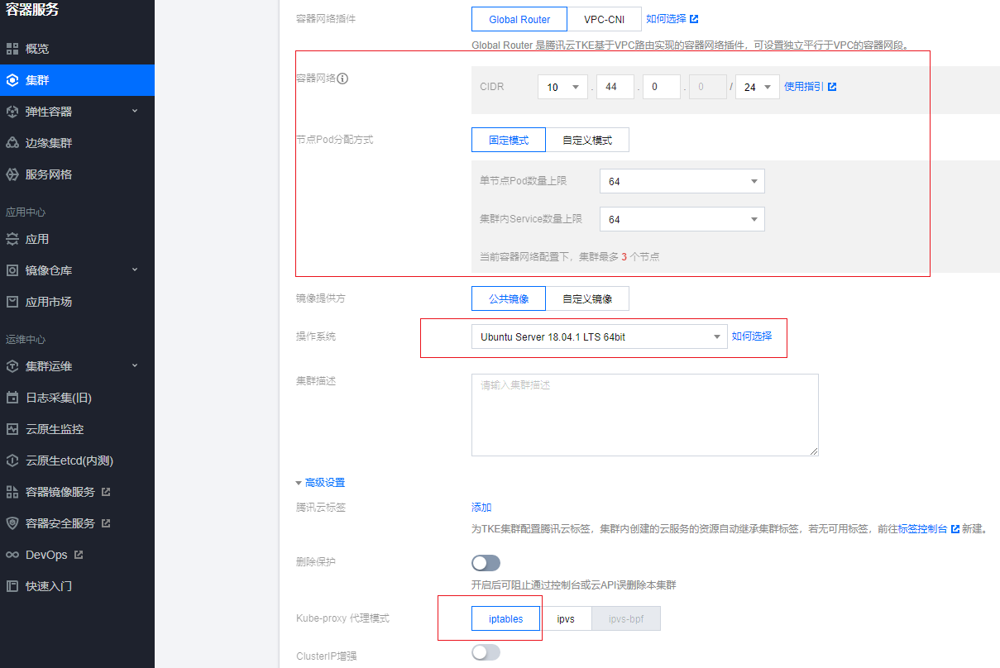 容器服务
概览
集群
弹性容器
边缘集群
服务网格
应用中心
应用
镜像仓库
应用市场
运维中心
集群运维
日志采集(旧)
云原生监控
云原生etcd(内测)
容器镜像服务
容器安全服务
DevOps
快速入门
容器网络插件
Global Router VPC-CNI 如何选择
Global Router 是腾讯云TKE基于VPC路由实现的容器网络插件，可设置独立平行于VPC的容器网段。
容器网络
CIDR 10 . 44 . 0 . 0 / 24 使用指引
节点Pod分配方式 固定模式 自定义模式
单节点Pod数量上限 64
集群内Service数量上限 64
当前容器网络配置下，集群最多 3 个节点
镜像提供方 公共镜像 自定义镜像
操作系统 Ubuntu Server 18.04.1 LTS 64bit 如何选择
集群描述 请输入集群描述
高级设置
腾讯云标签 添加
为TKE集群配置腾讯云标签，集群内创建的云服务的资源自动继承集群标签，若无可用标签，前往标签控制台 新建。
删除保护
开启后可阻止通过控制台或云API误删除本集群
Kube-proxy 代理模式 iptables ipvs ipvs-bpf
ClusterIP增强